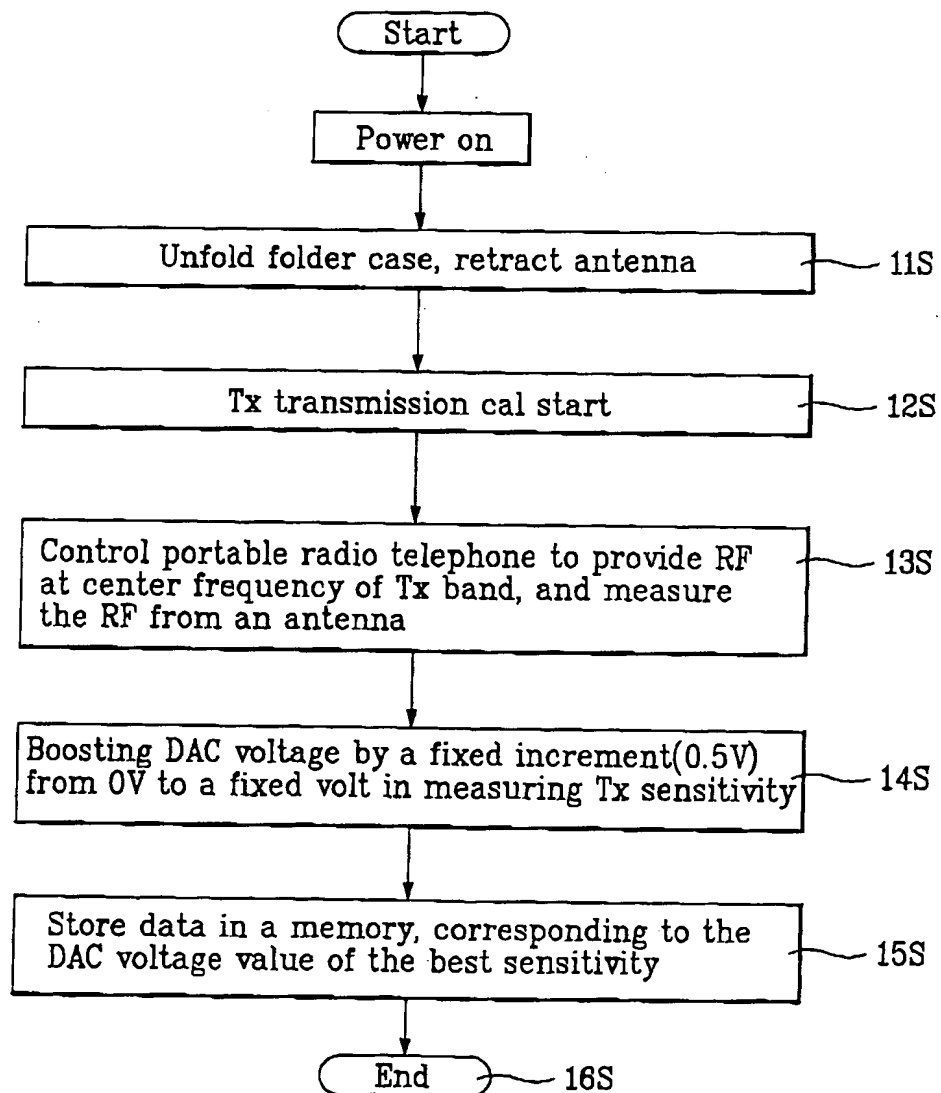 Start
Power on
Unfold folder case, retract antenna
11S
Tx transmission cal start
12S
Control portable radio telephone to provide RF
at center frequency of Tx band, and measure
the RF from an antenna
13S
Boosting DAC voltage by a fixed increment(0.5V)
from 0V to a fixed volt in measuring Tx sensitivity
14S
Store data in a memory, corresponding to the
DAC voltage value of the best sensitivity
15S
End
16S